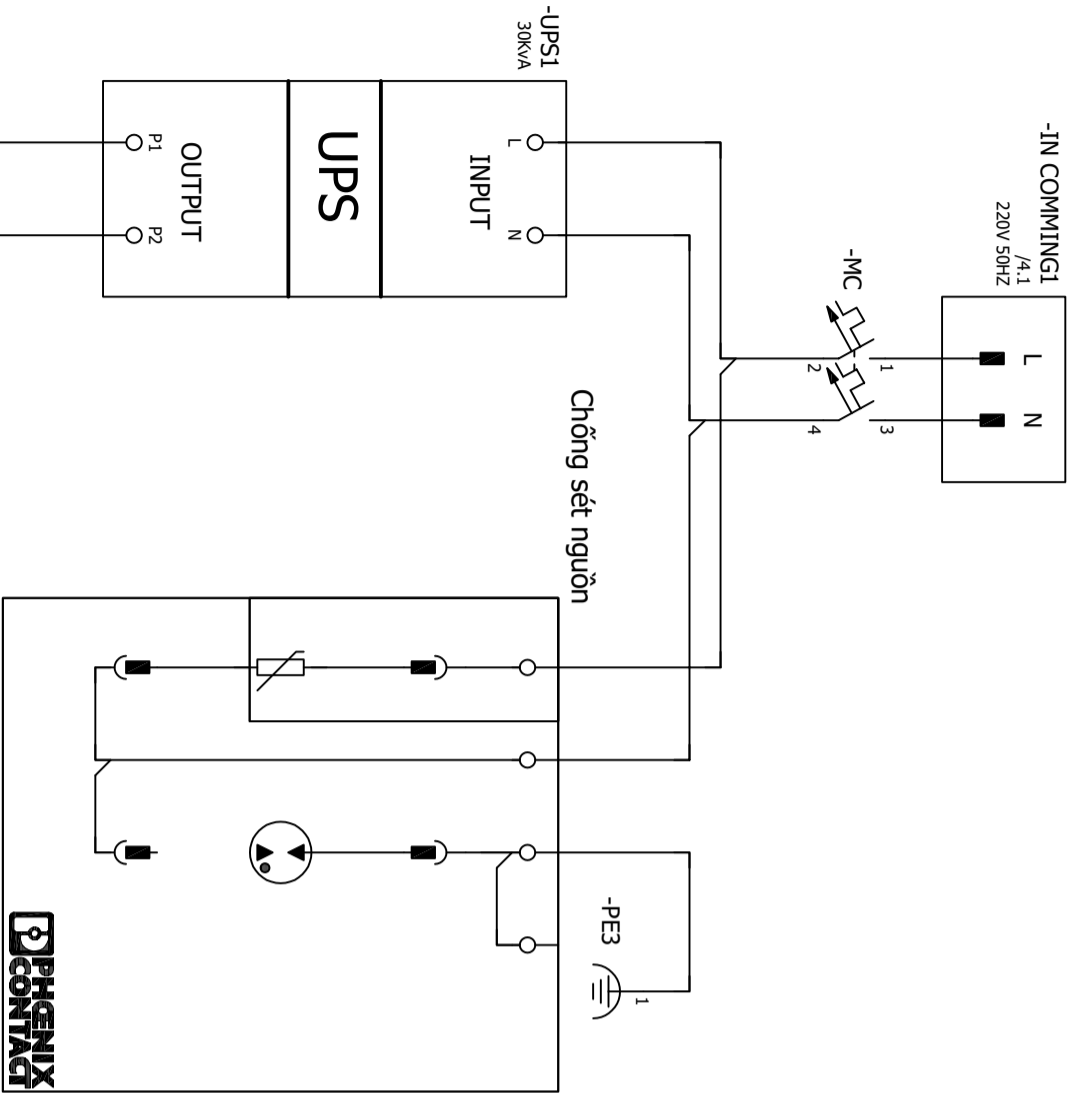 -IN COMMING1
/4.1
220V 50HZ
L
N
-MC
1
2
3
4
-UPS1
30KvA
INPUT
L
N
UPS
OUTPUT
P1
P2
Chống sét nguồn
-PE3
1
PHŒNIX
CONTACT